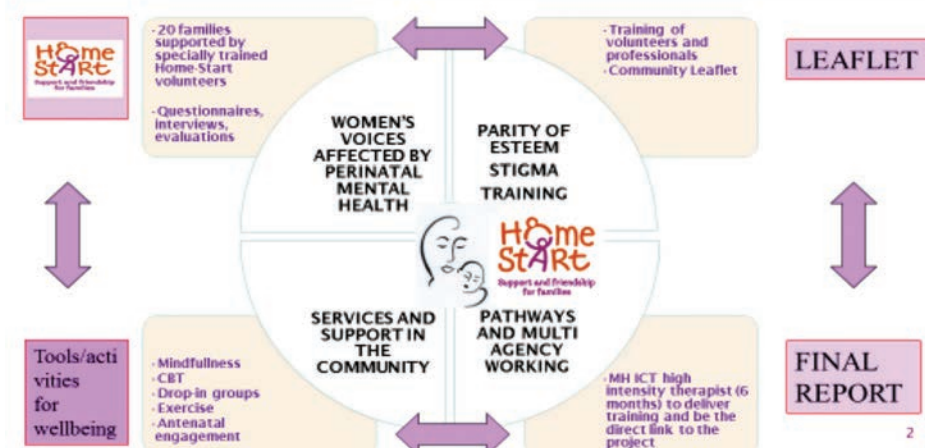 HOme
StARt
Support and friendship
for families
- 20 families
supported by
specially trained
Home-Start
volunteers
- Questionnaires,
interviews,
evaluations
- Training of
volunteers and
professionals
- Community Leaflet
LEAFLET
WOMEN'S
VOICES
AFFECTED BY
PERINATAL
MENTAL
HEALTH
PARITY OF
ESTEEM
STIGMA
TRAINING
HOme
StARt
Support and friendship
for families
SERVICES AND
SUPPORT IN
THE
COMMUNITY
PATHWAYS
AND MULTI
AGENCY
WORKING
Tools/acti
vities
for
wellbeing
- Mindfullness
- CBT
- Drop-in groups
- Exercise
- Antenatal
engagement
- MH ICT high
intensity therapist (6
months) to deliver
training and be the
direct link to the
project
FINAL
REPORT
2